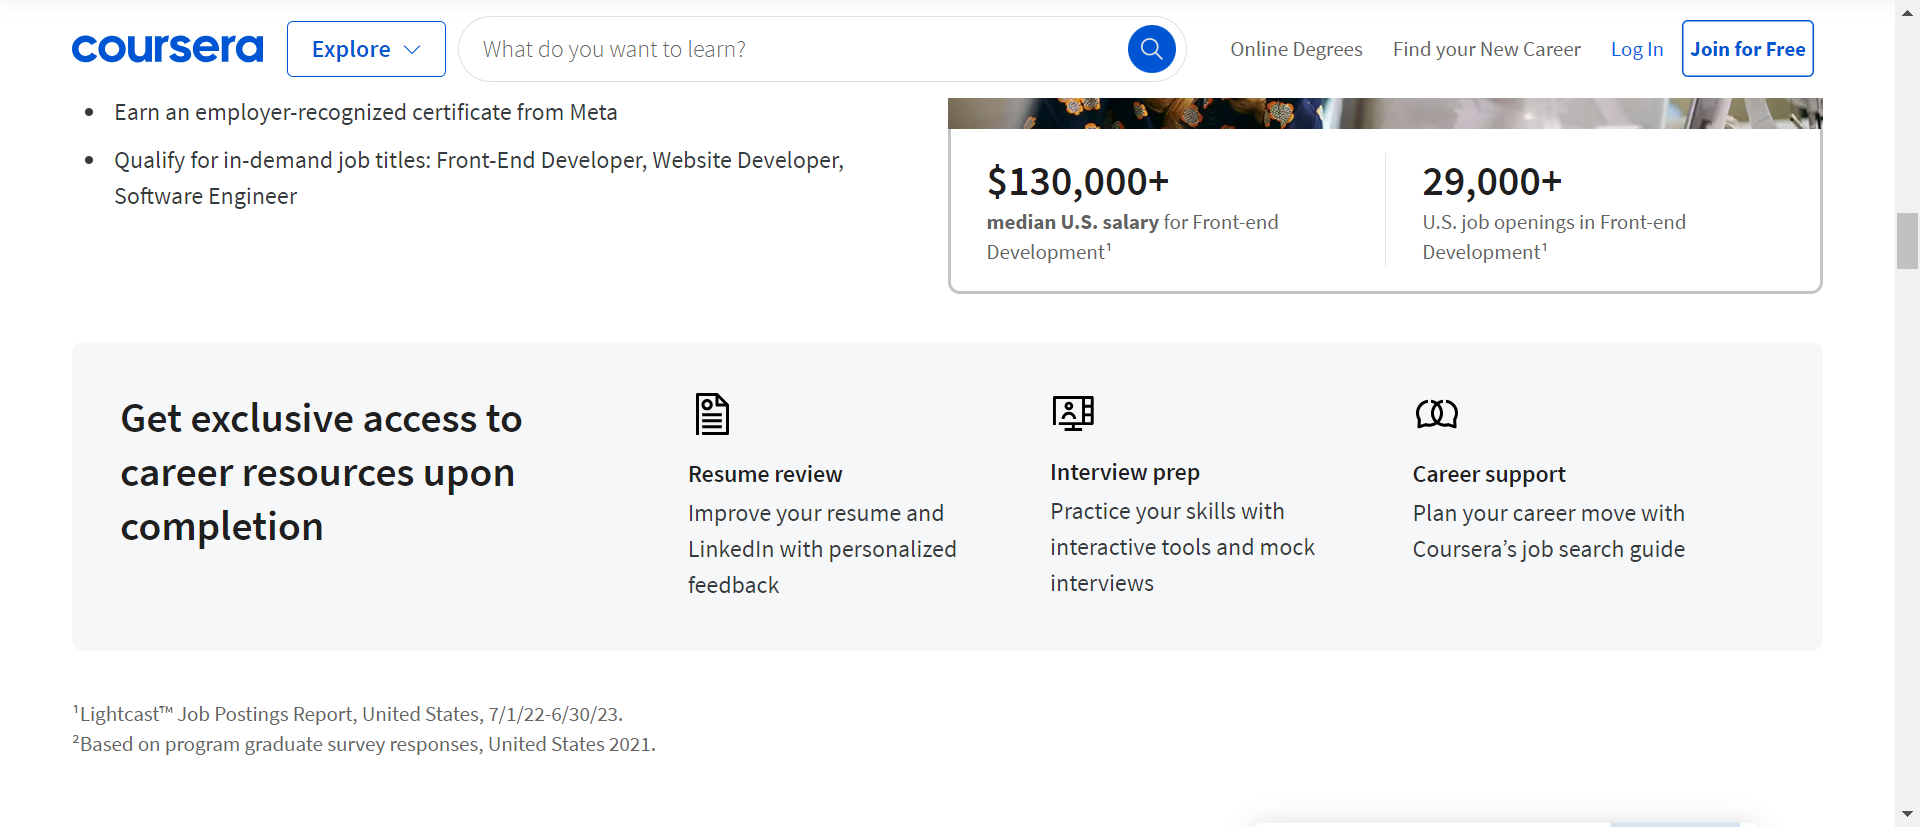 coursera
Explore
What do you want to learn?
Online Degrees
Find your New Career
Log In
Join for Free
• Earn an employer-recognized certificate from Meta
• Qualify for in-demand job titles: Front-End Developer, Website Developer,
Software Engineer
$130,000+
median U.S. salary for Front-end
Development¹
29,000+
U.S. job openings in Front-end
Development¹
Get exclusive access to
career resources upon
completion
Resume review
Improve your resume and
LinkedIn with personalized
feedback
Interview prep
Practice your skills with
interactive tools and mock
interviews
Career support
Plan your career move with
Coursera’s job search guide
¹Lightcast™ Job Postings Report, United States, 7/1/22-6/30/23.
²Based on program graduate survey responses, United States 2021.